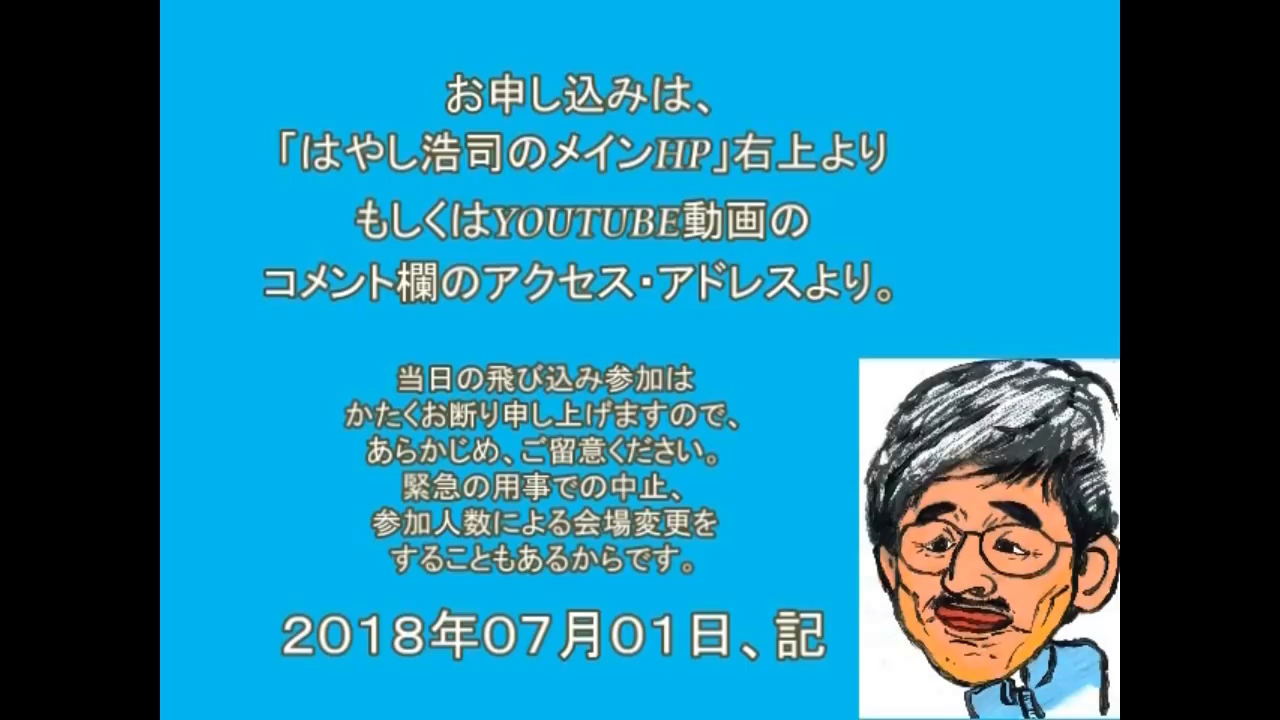 お申し込みは、
「はやし浩司のメインHP」右上より
もしくはYOUTUBE動画の
コメント欄のアクセス・アドレスより。
当日の飛び込み参加は
かたくお断り申し上げますので、
あらかじめ、ご留意ください。
緊急の用事での中止、
参加人数による会場変更を
することもあるからです。
２０１８年０７月０１日、記